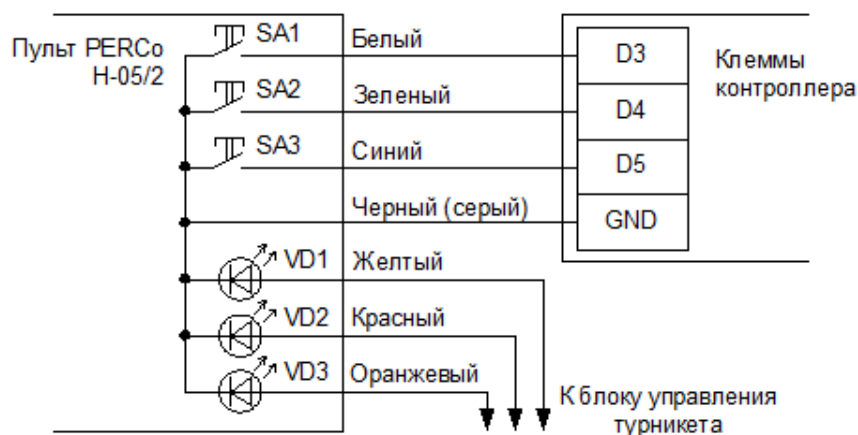 Пульт PERCo
Н-05/2
SA1
Белый
D3
SA2
Зеленый
D4
SA3
Синий
D5
Черный (серый)
GND
Клеммы
контроллера
VD1
Желтый
VD2
Красный
VD3
Оранжевый
К блоку управления
турникета